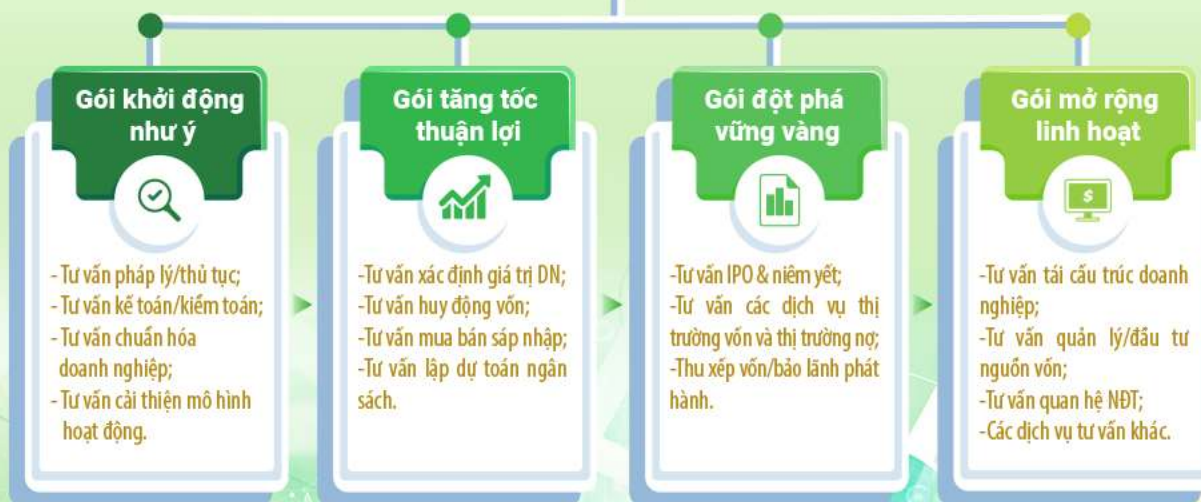 Gói khởi động
như ý
- Tư vấn pháp lý/thủ tục;
- Tư vấn kế toán/kiểm toán;
- Tư vấn chuẩn hóa
doanh nghiệp;
- Tư vấn cải thiện mô hình
hoạt động.
Gói tăng tốc
thuận lợi
-Tư vấn xác định giá trị DN;
-Tư vấn huy động vốn;
-Tư vấn mua bán sáp nhập;
-Tư vấn lập dự toán ngân
sách.
Gói đột phá
vững vàng
-Tư vấn IPO & niêm yết;
-Tư vấn các dịch vụ thị
trường vốn và thị trường nợ;
-Thu xếp vốn/bảo lãnh phát
hành.
Gói mở rộng
linh hoạt
$
-Tư vấn tái cấu trúc doanh
nghiệp;
-Tư vấn quản lý/đầu tư
nguồn vốn;
-Tư vấn quan hệ NĐT;
-Các dịch vụ tư vấn khác.